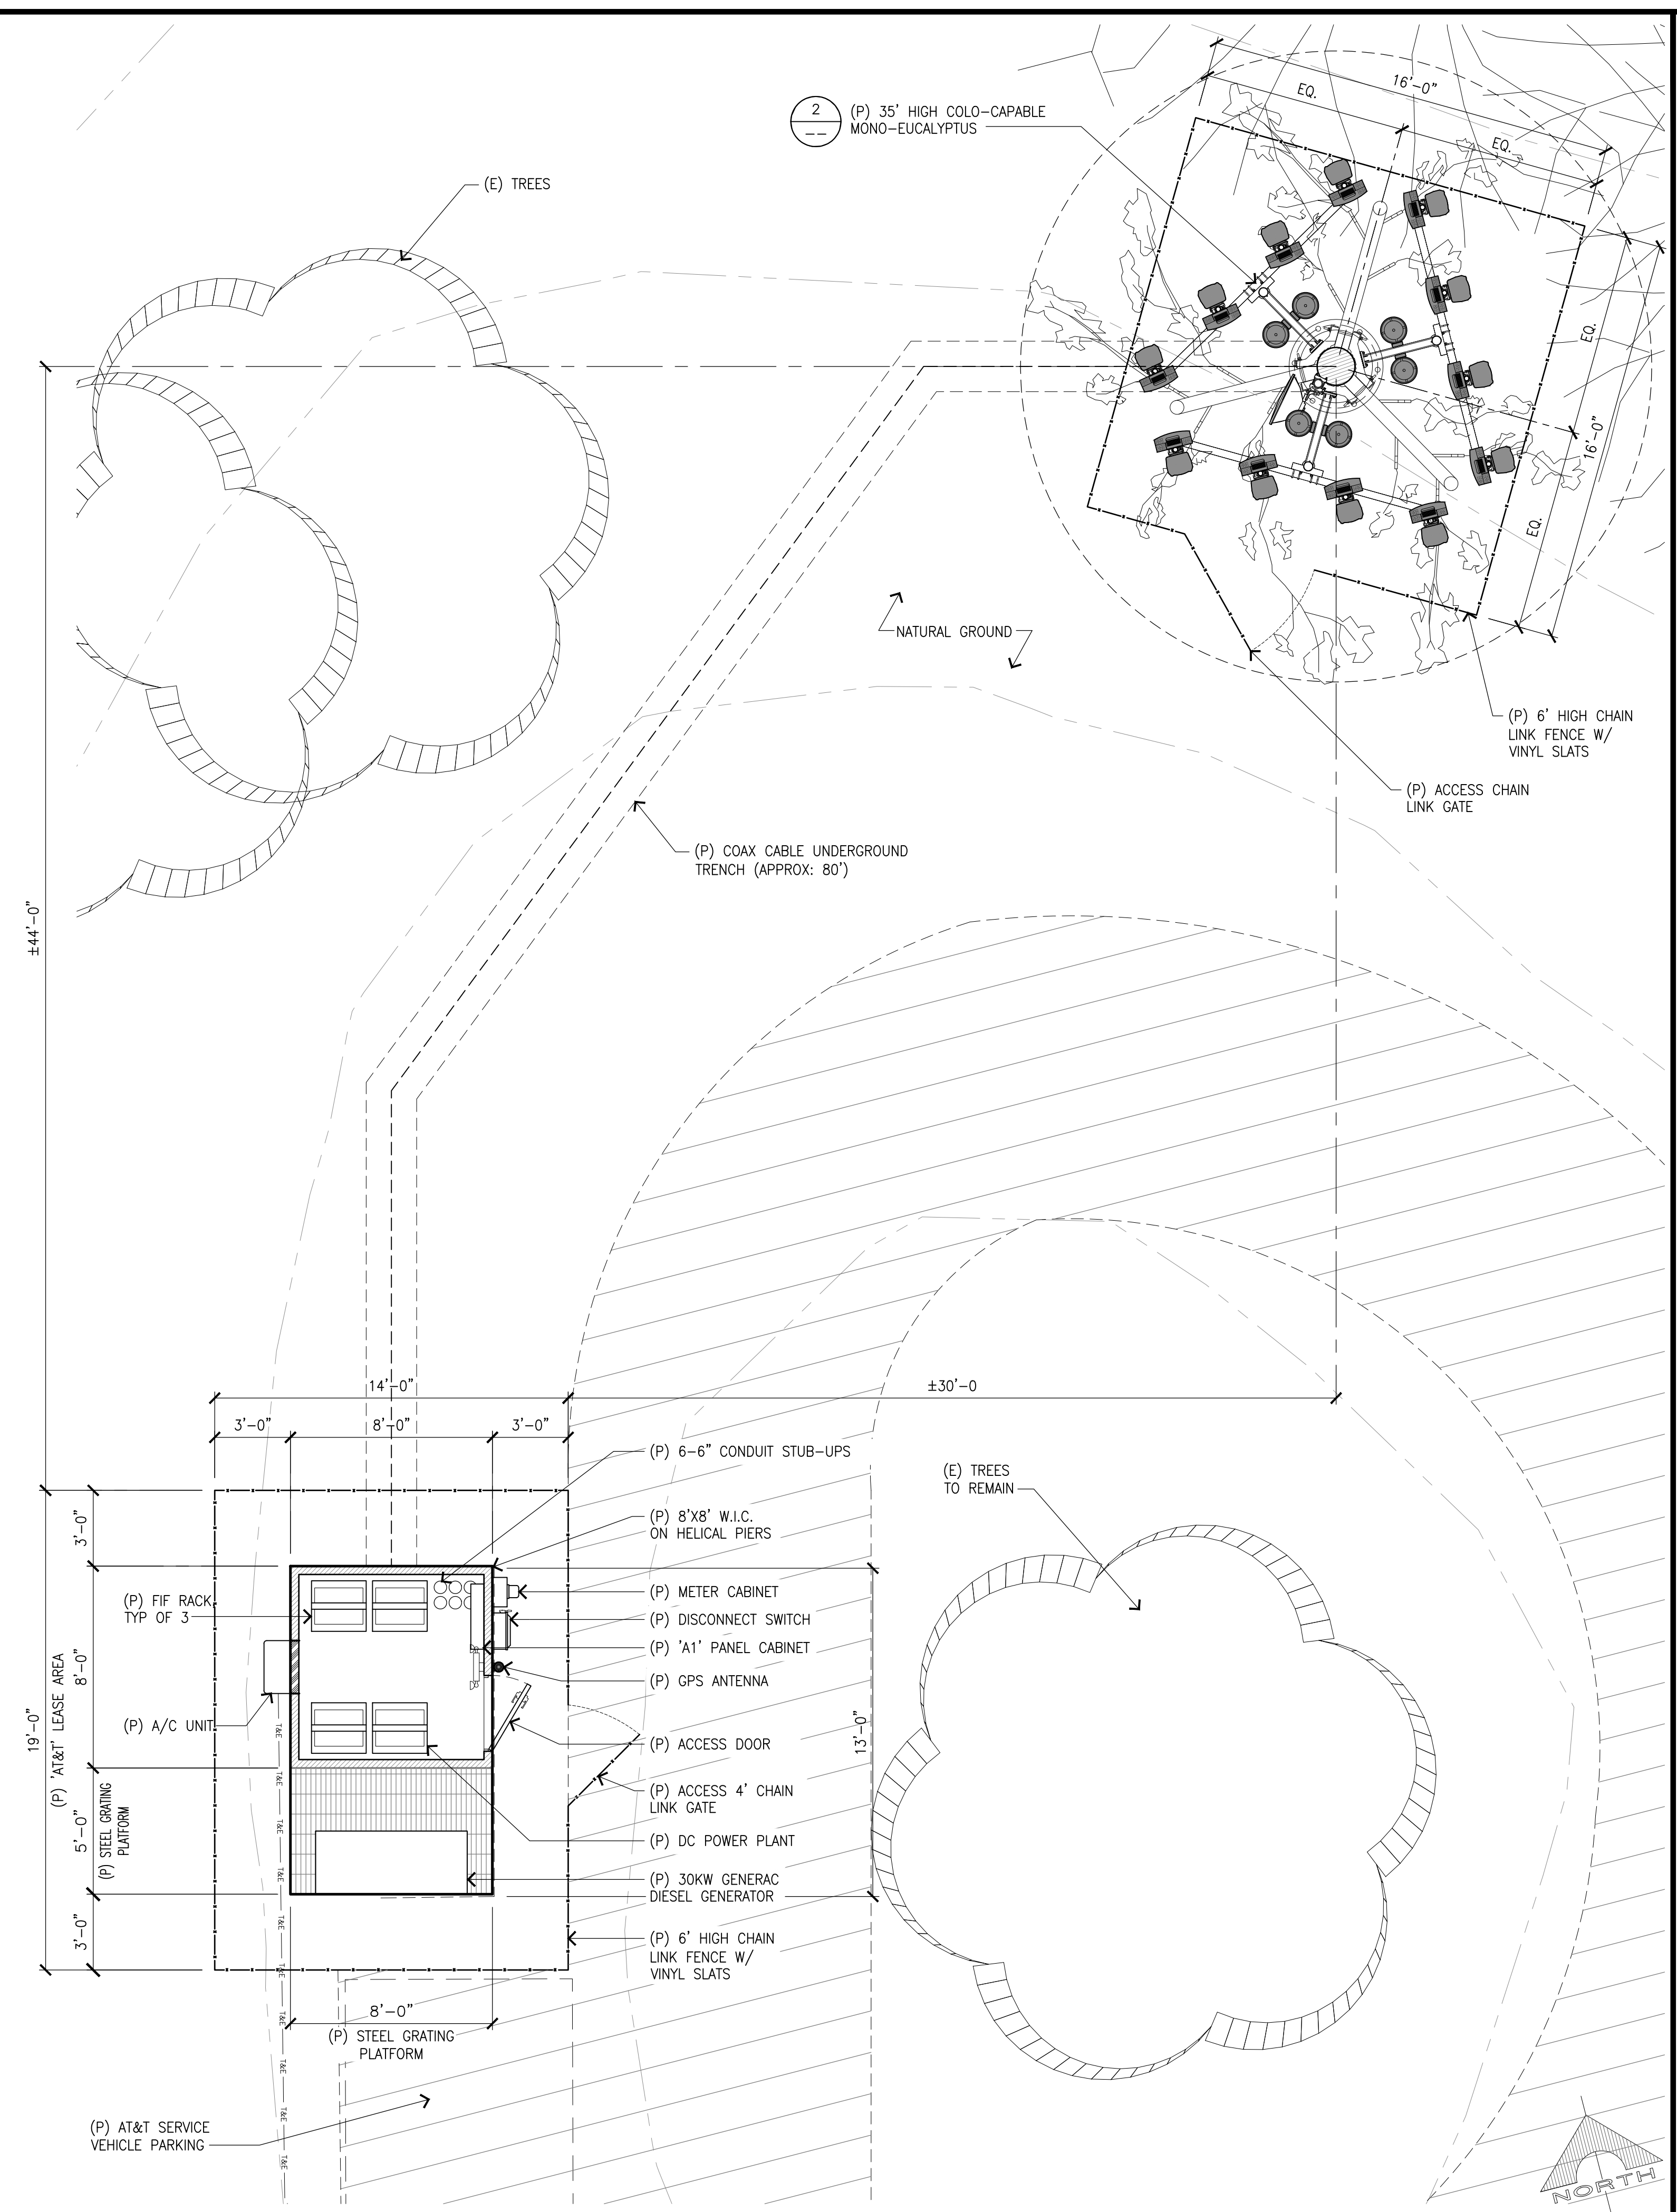 16'-0"
EQ.
EQ.
2
--
(P) 35' HIGH COLO-CAPABLE
MONO-EUCALYPTUS
(E) TREES
EQ.
16'-0"
EQ.
NATURAL GROUND
(P) 6' HIGH CHAIN
LINK FENCE W/
VINYL SLATS
(P) ACCESS CHAIN
LINK GATE
(P) COAX CABLE UNDERGROUND
TRENCH (APPROX: 80')
±44'-0"
14'-0"
±30'-0
3'-0"
8'-0"
3'-0"
(P) 6-6" CONDUIT STUB-UPS
(E) TREES
TO REMAIN
3'-0"
(P) 8'X8' W.I.C.
ON HELICAL PIERS
(P) FIF RACK
TYP OF 3
(P) METER CABINET
(P) DISCONNECT SWITCH
(P) 'A1' PANEL CABINET
(P) GPS ANTENNA
8'-0"
19'-0"
(P) 'AT&T' LEASE AREA
(P) A/C UNIT
(P) ACCESS DOOR
13'-0"
(P) ACCESS 4' CHAIN
LINK GATE
5'-0"
(P) STEEL GRATING
PLATFORM
(P) DC POWER PLANT
(P) 30KW GENERAC
DIESEL GENERATOR
3'-0"
(P) 6' HIGH CHAIN
LINK FENCE W/
VINYL SLATS
8'-0"
(P) STEEL GRATING
PLATFORM
T&E
T&E
T&E
T&E
T&E
T&E
T&E
T&E
T&E
T&E
(P) AT&T SERVICE
VEHICLE PARKING
NORTH